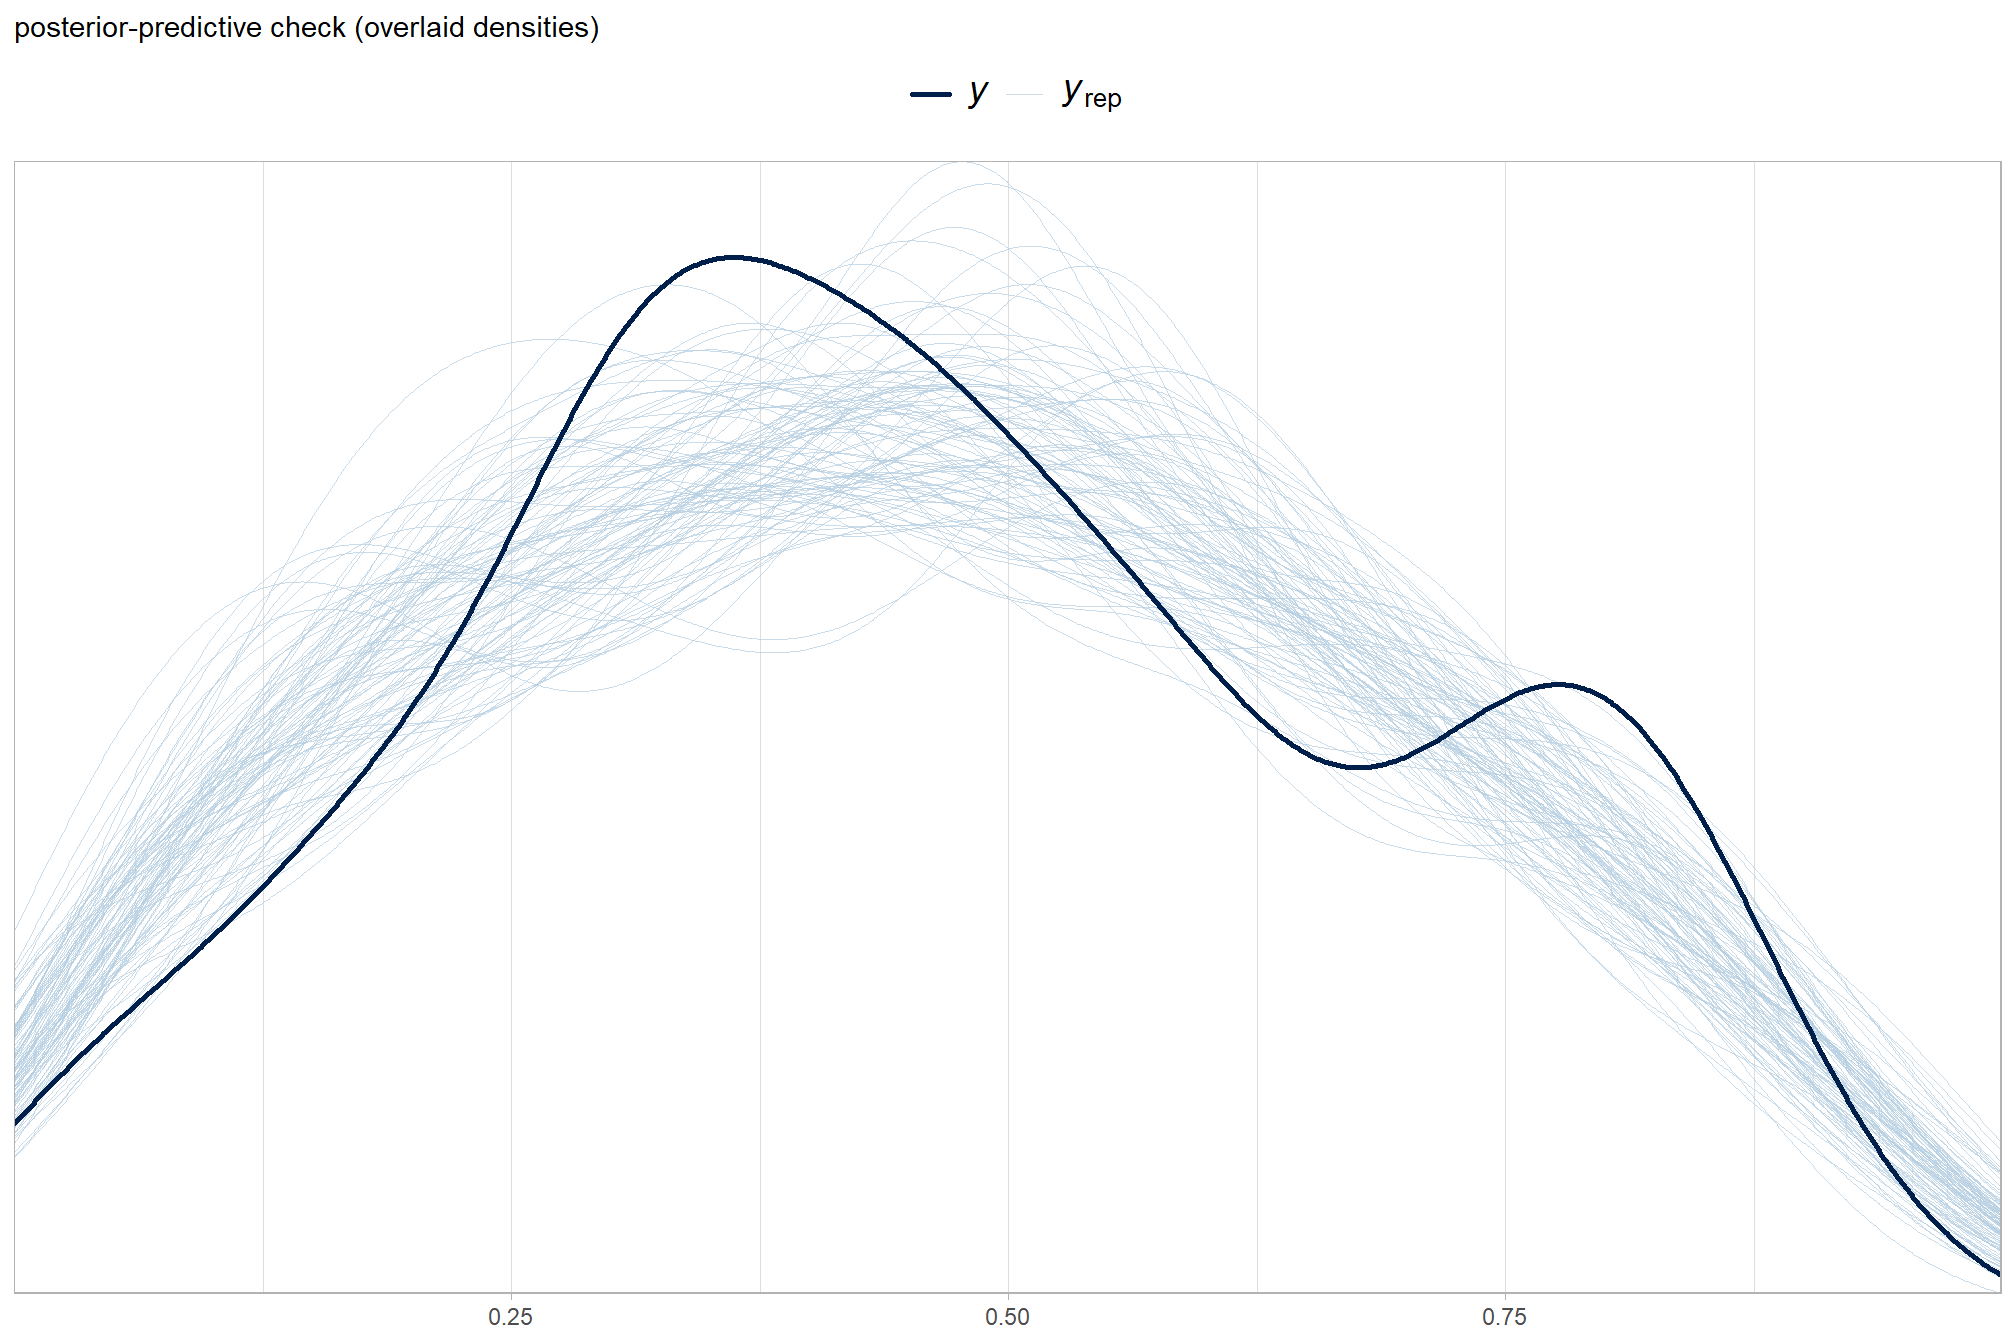 posterior-predictive check (overlaid densities)
y y rep
0.25 0.50 0.75